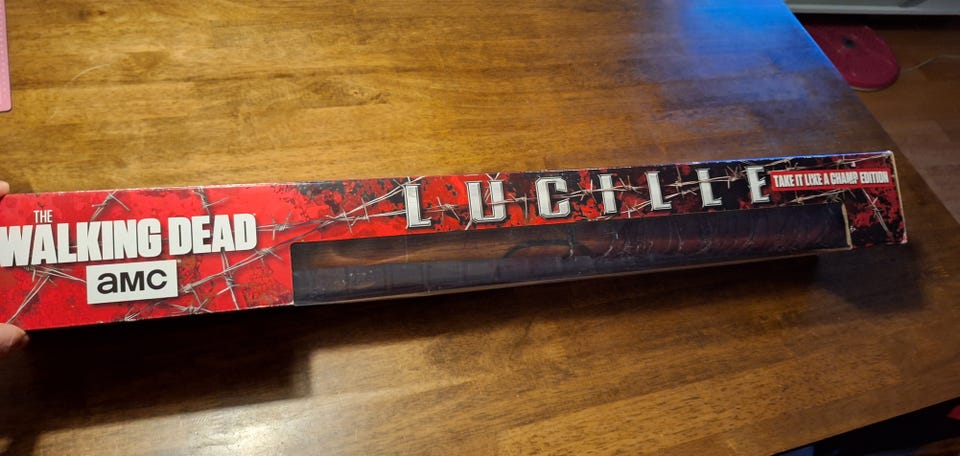 THE
WALKING DEAD
aMC
LUCILLE
TAKE IT LIKE A CHAMP EDITION